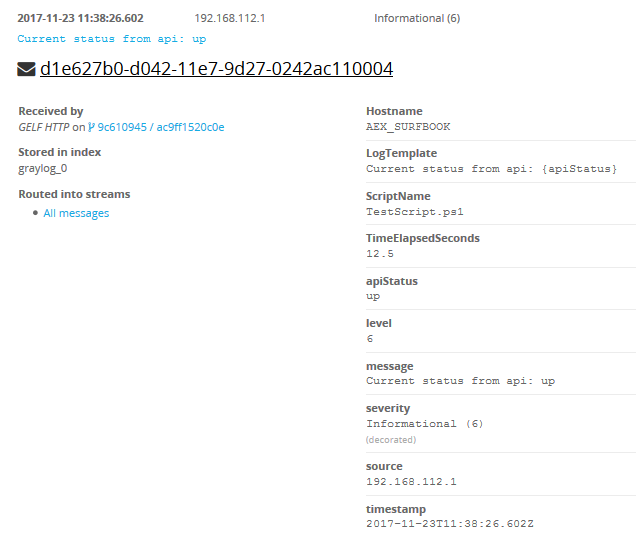 2017-11-23 11:38:26.602 192.168.112.1 Informational (6)
Current status from api: up
d1e627b0-d042-11e7-9d27-0242ac110004
Received by
GELF HTTP on 9c610945 / ac9ff1520c0e
Stored in index
graylog_0
Routed into streams
• All messages
Hostname
AEX_SURFBOOK
LogTemplate
Current status from api: {apiStatus}
ScriptName
TestScript.ps1
TimeElapsedSeconds
12.5
apiStatus
up
level
6
message
Current status from api: up
severity
Informational (6)
(decorated)
source
192.168.112.1
timestamp
2017-11-23T11:38:26.602Z